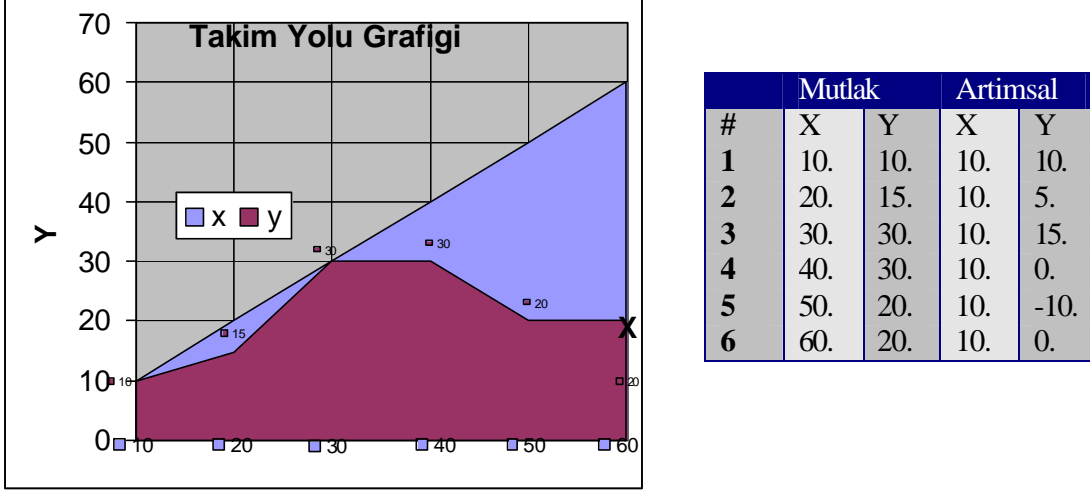 Takim Yolu Grafigi
70
60
50
40
30
20
10
0
Y
x y
10
15
30
30
20
20
X
10 20 30 40 50 60
Mutlak Artimsal
# X Y X Y
1 10. 10. 10. 10.
2 20. 15. 10. 5.
3 30. 30. 10. 15.
4 40. 30. 10. 0.
5 50. 20. 10. -10.
6 60. 20. 10. 0.